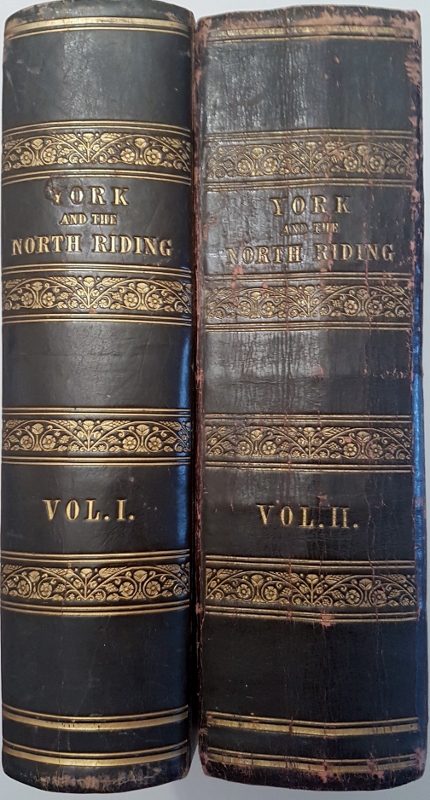 YORK
AND THE
NORTH RIDING
VOL. I.
YORK
AND THE
NORTH RIDING
VOL. II.